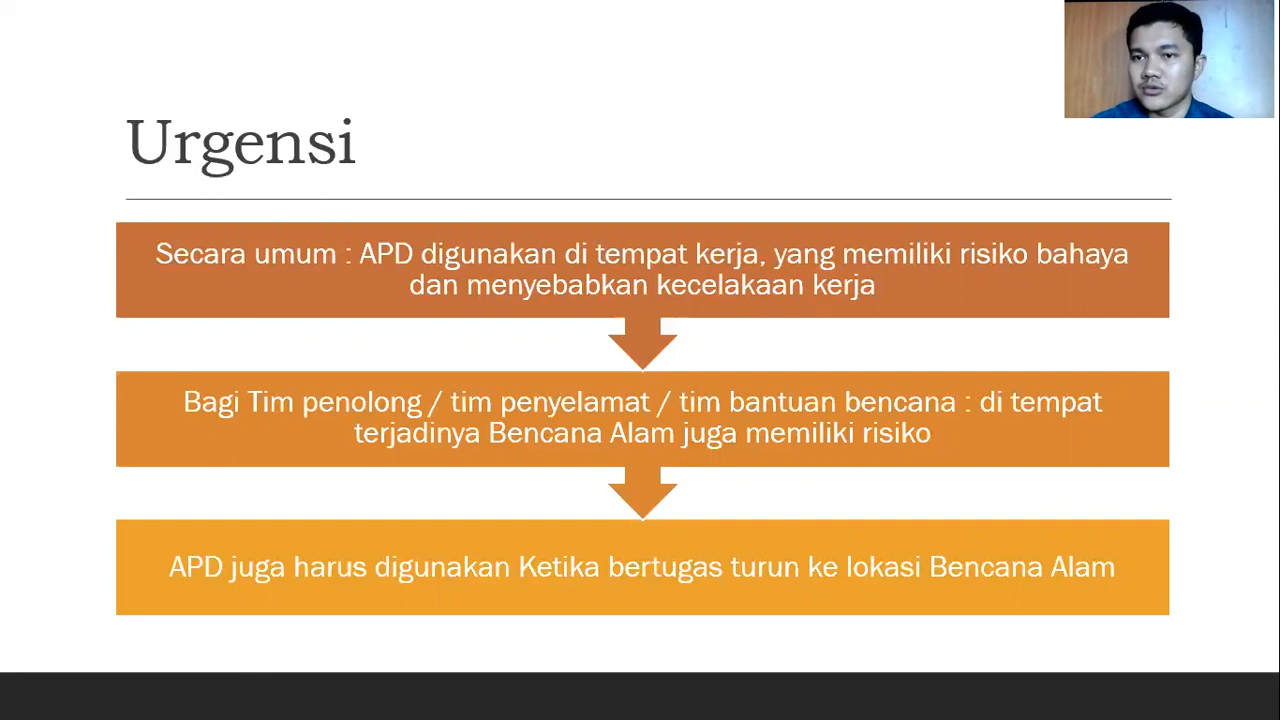 Urgensi
Secara umum : APD digunakan di tempat kerja, yang memiliki risiko bahaya
dan menyebabkan kecelakaan kerja
Bagi Tim penolong / tim penyelamat / tim bantuan bencana : di tempat
terjadinya Bencana Alam juga memiliki risiko
APD juga harus digunakan Ketika bertugas turun ke lokasi Bencana Alam